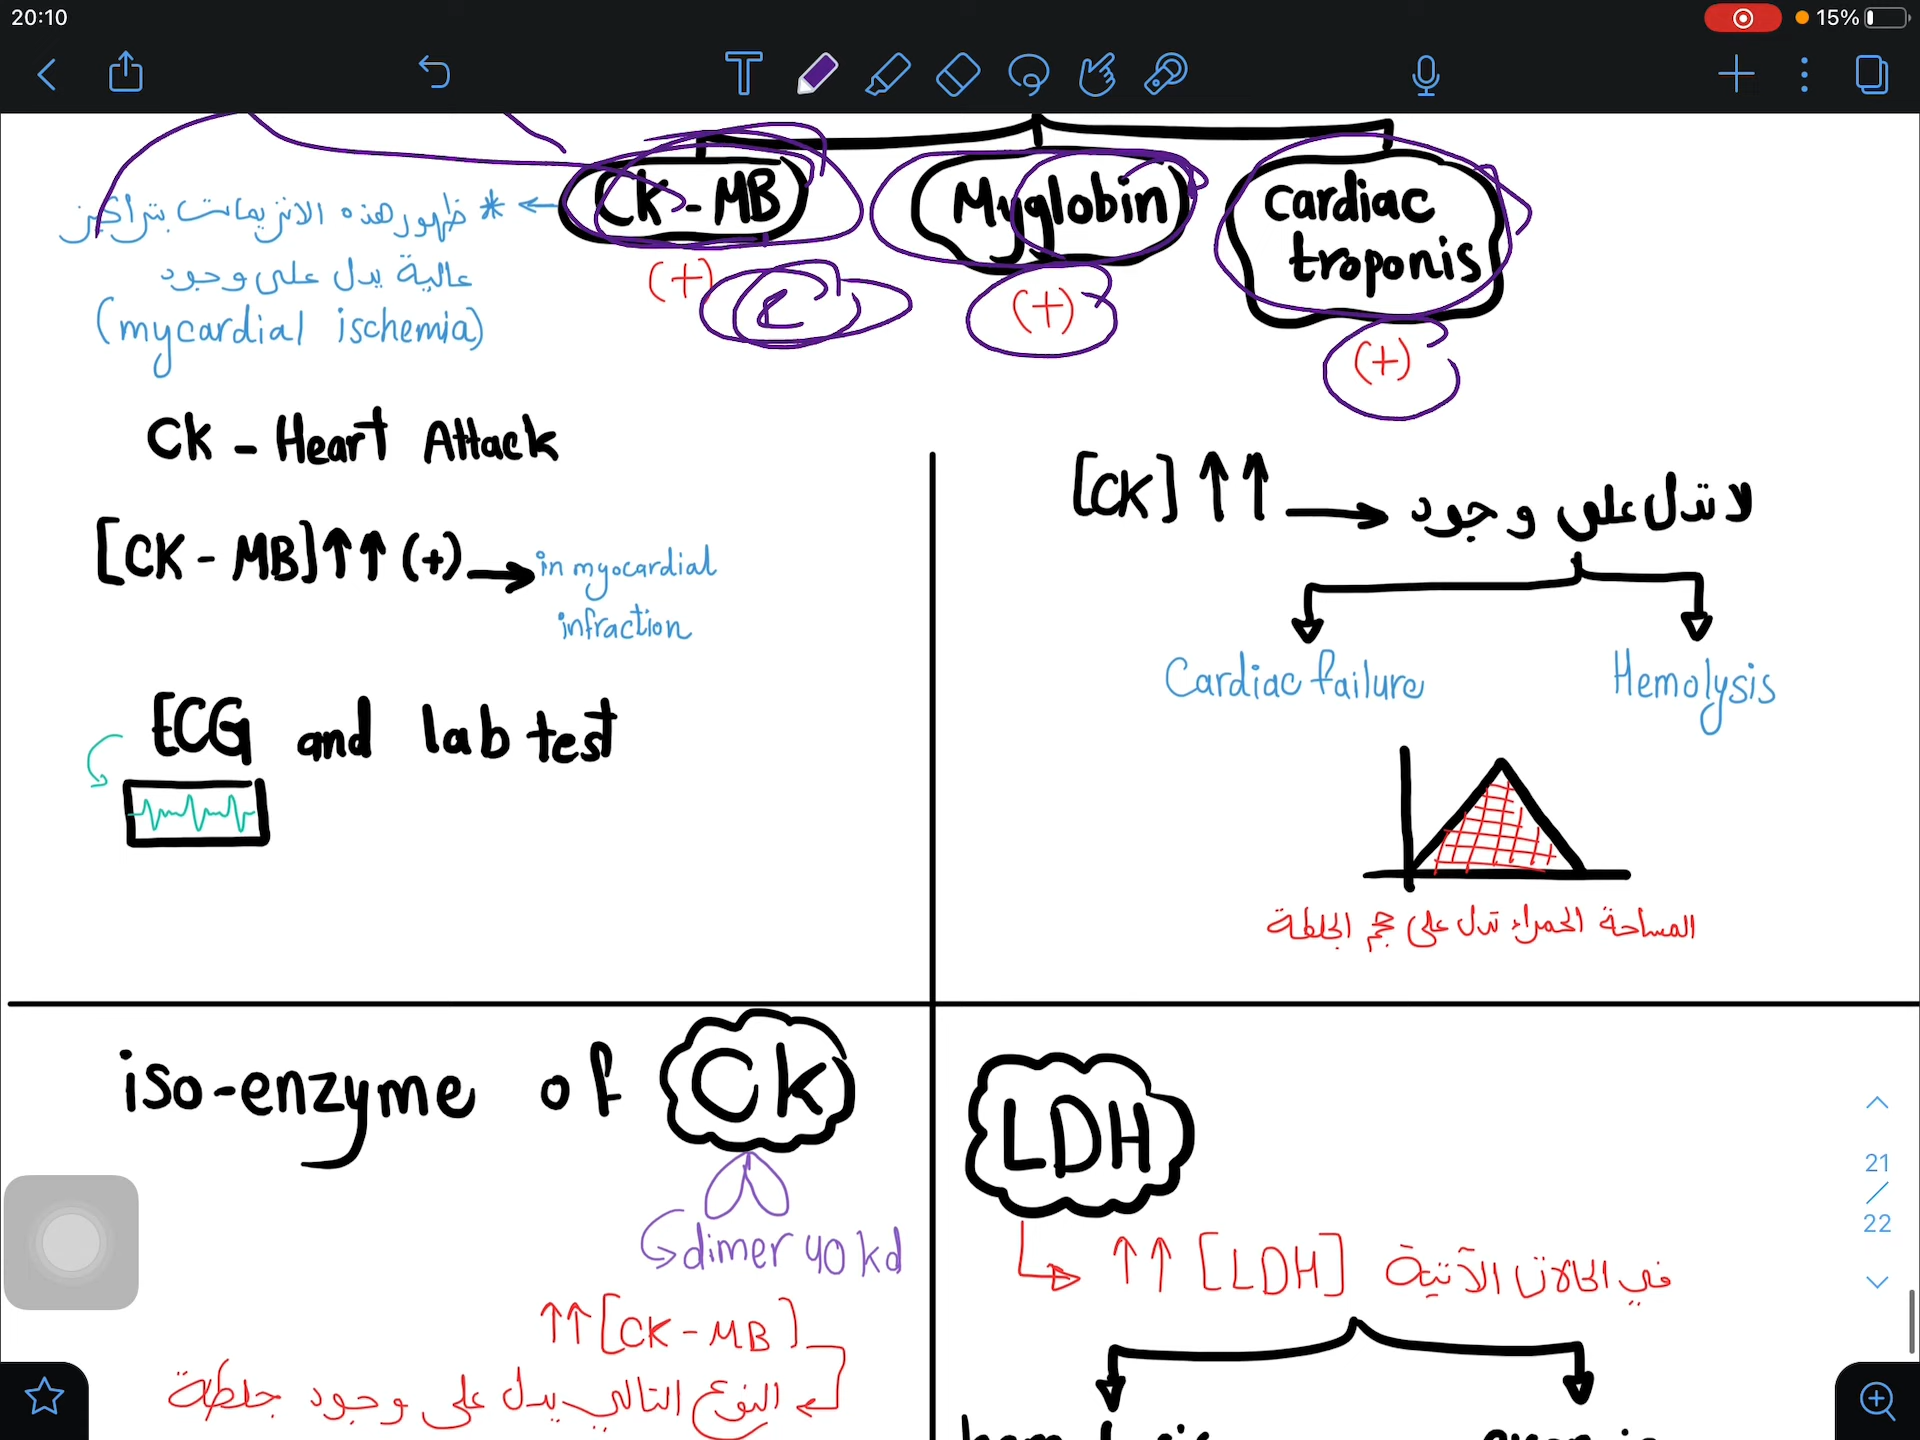 20:10
15%
CK-MB
Myglobin
cardiac
troponis
* ظهور هذه الانزيمات بتراكيز
عالية يدل على وجود
(mycardial ischemia)
(+)
(+)
(+)
CK - Heart Attack
[CK - MB]↑↑ (+) → in myocardial
infraction
ECG and lab test
[CK] ↑↑ → لا تدل على وجود
Cardiac failure
Hemolysis
المساحة الحمراء تدل على حجم الجلطة
iso-enzyme of CK
dimer 40 kd
↑↑[CK-MB]
النوع التالي يدل على وجود جلطة
LDH
↑↑ [LDH] في الحالات الآتية
21
/
22